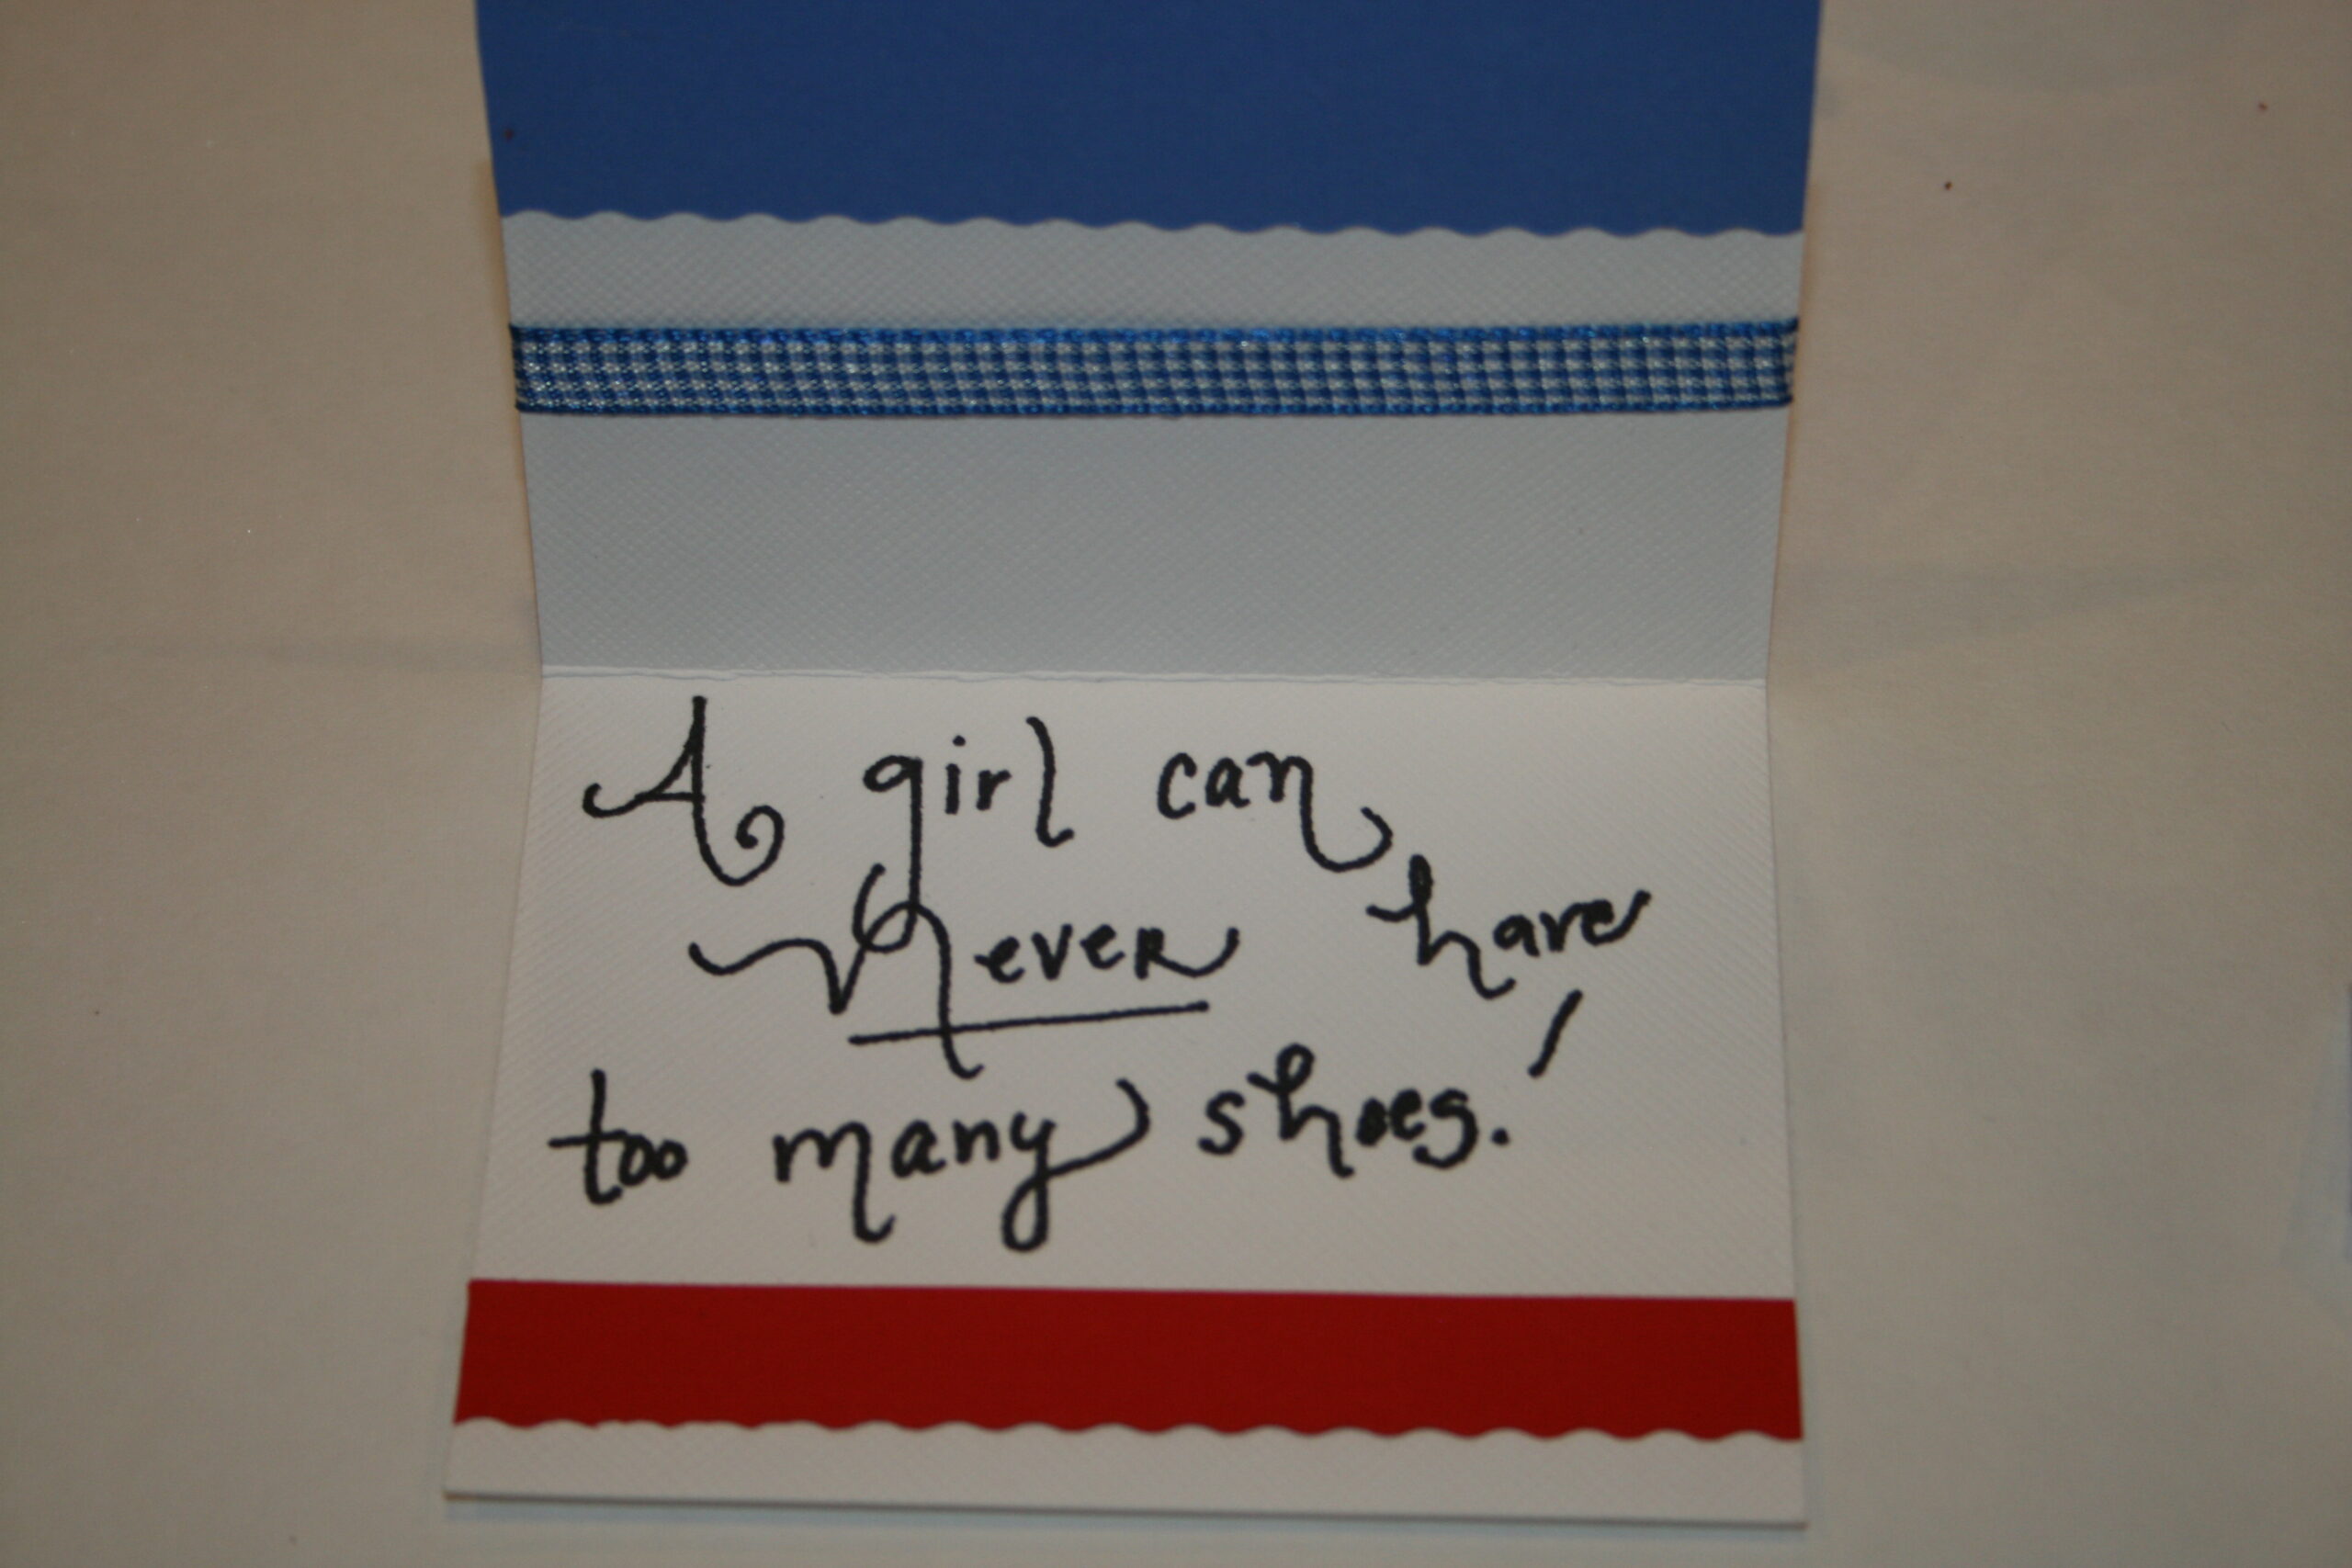 A girl can
never have
too many shoes!